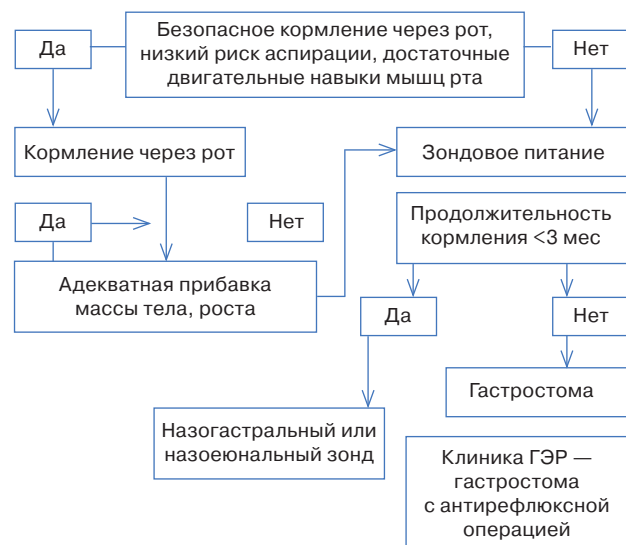 Да
Безопасное кормление через рот,
низкий риск аспирации, достаточные
двигательные навыки мышц рта
Нет
Кормление через рот
Зондовое питание
Да
Нет
Продолжительность
кормления <3 мес
Адекватная прибавка
массы тела, роста
Да
Нет
Гастростома
Назогастральный или
назоеюнальный зонд
Клиника ГЭР —
гастростома
с антирефлюксной
операцией